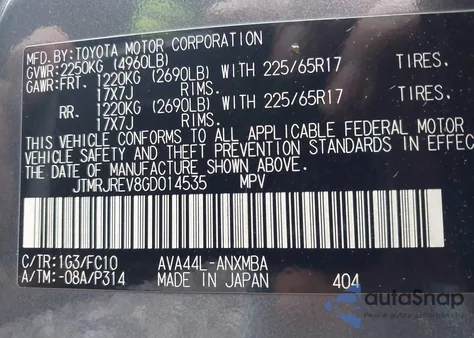 MFD.BY:TOYOTA MOTOR CORPORATION
GVWR:2250KG (4960LB)
GAWR:FRT. 1220KG (2690LB) WITH 225/65R17 TIRES.
17X7J RIMS.
RR. 1220KG (2690LB) WITH 225/65R17 TIRES.
17X7J RIMS.
THIS VEHICLE CONFORMS TO ALL APPLICABLE FEDERAL MOTOR
VEHICLE SAFETY AND THEFT PREVENTION STANDARDS IN EFFEC
THE DATE OF MANUFACTURE SHOWN ABOVE.
JTMRJREV8GD014535 MPV
C/TR:1G3/FC10 AVA44L-ANXMBA
A/TM:-08A/P314 MADE IN JAPAN 404
autoSnap